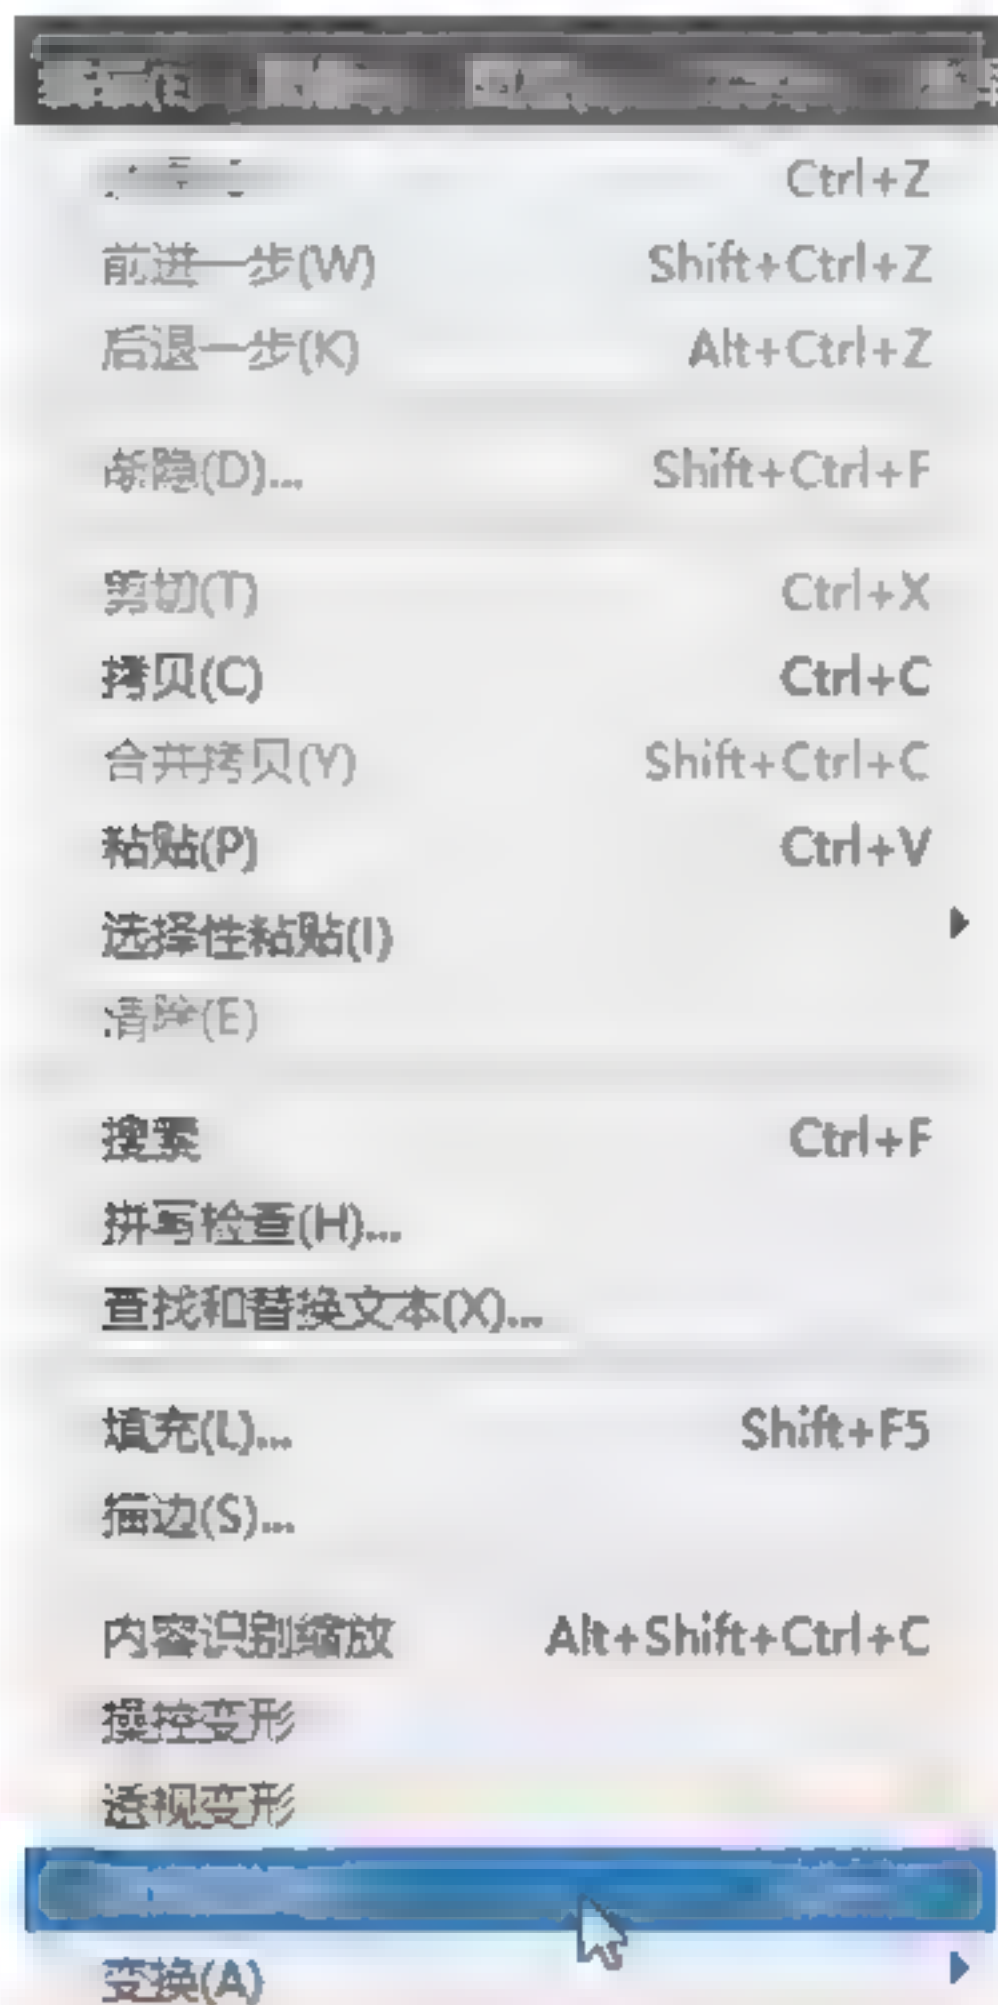 Ctrl+Z
前进一步(W) Shift+Ctrl+Z
后退一步(K) Alt+Ctrl+Z
渐隐(D)... Shift+Ctrl+F
剪切(T) Ctrl+X
拷贝(C) Ctrl+C
合并拷贝(Y) Shift+Ctrl+C
粘贴(P) Ctrl+V
选择性粘贴(I)
清除(E)
搜索 Ctrl+F
拼写检查(H)...
查找和替换文本(X)...
填充(L)... Shift+F5
描边(S)...
内容识别缩放 Alt+Shift+Ctrl+C
操控变形
透视变形
变换(A)